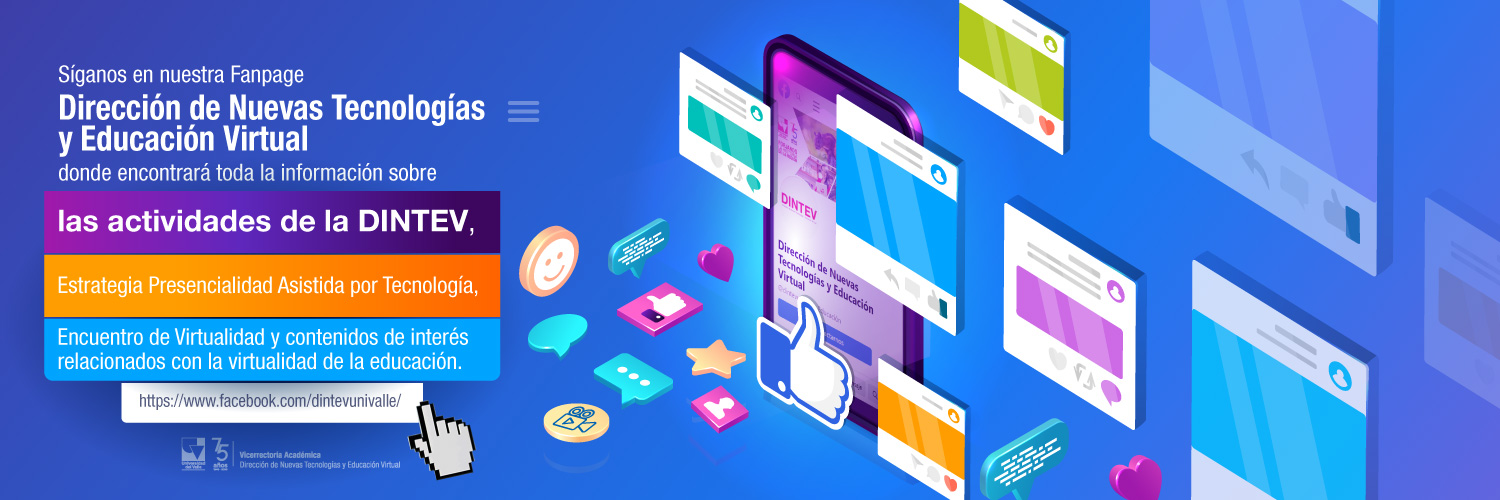 Síganos en nuestra Fanpage
Dirección de Nuevas Tecnologías
y Educación Virtual
donde encontrará toda la información sobre
las actividades de la DINTEV,
Estrategia Presencialidad Asistida por Tecnología,
Encuentro de Virtualidad y contenidos de interés
relacionados con la virtualidad de la educación.
https://www.facebook.com/dintevunivalle/
Universidad
del Valle
75
años
Vicerrectoría Académica
Dirección de Nuevas Tecnologías y Educación Virtual
DINTEV
Dirección de Nuevas
Tecnologías y Educación
Virtual